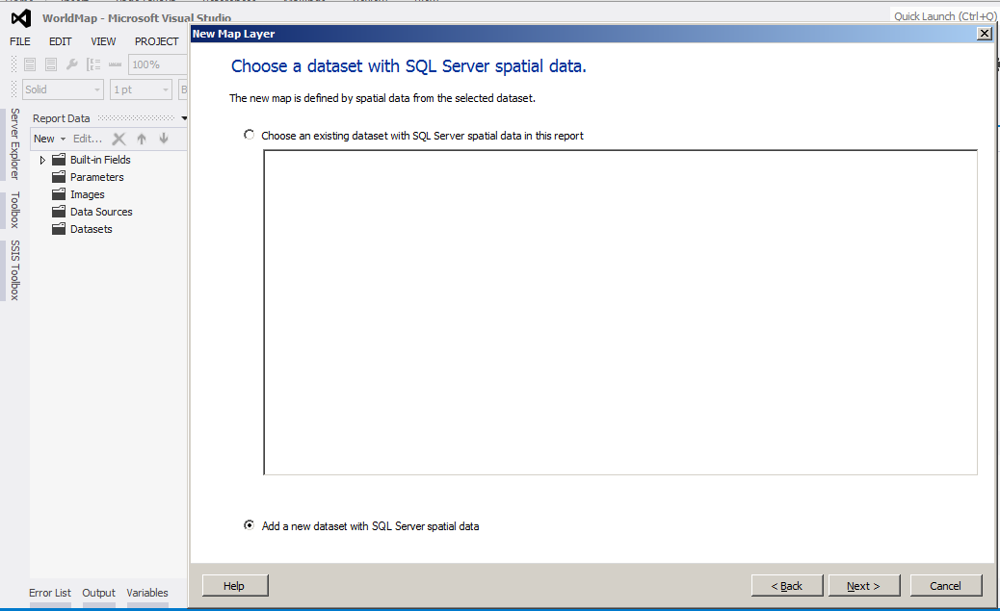 WorldMap - Microsoft Visual Studio
Quick Launch (Ctrl+Q)
FILE EDIT VIEW PROJECT
New Map Layer
100%
Solid
1 pt
B
Choose a dataset with SQL Server spatial data.
The new map is defined by spatial data from the selected dataset.
Report Data
New Edit...
Built-in Fields
Parameters
Images
Data Sources
Datasets
Server Explorer
Toolbox
SSIS Toolbox
Choose an existing dataset with SQL Server spatial data in this report
Add a new dataset with SQL Server spatial data
Help
< Back
Next >
Cancel
Error List Output Variables